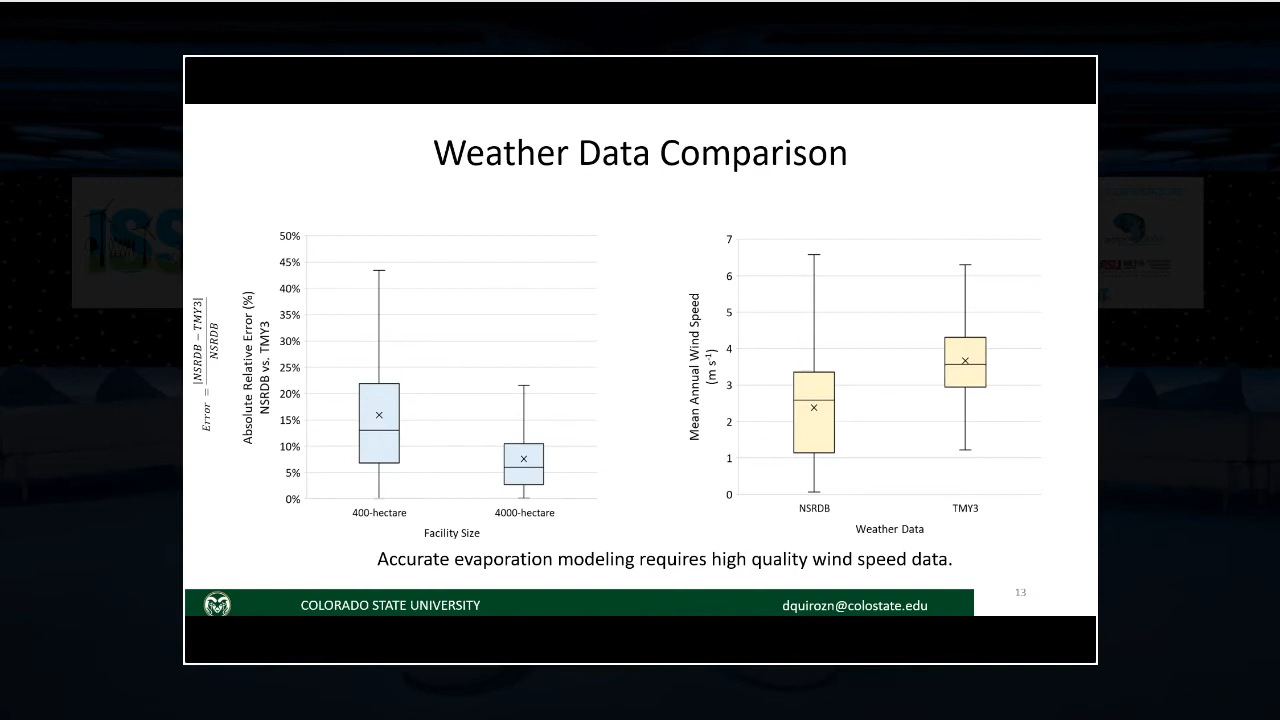 Weather Data Comparison
ISS
Error = |NSRDB − TMY3| / NSRDB
Absolute Relative Error (%)
NSRDB vs. TMY3
50%
45%
40%
35%
30%
25%
20%
15%
10%
5%
0%
400-hectare
4000-hectare
Facility Size
Mean Annual Wind Speed
(m s-1)
7
6
5
4
3
2
1
0
NSRDB
TMY3
Weather Data
Accurate evaporation modeling requires high quality wind speed data.
COLORADO STATE UNIVERSITY
dquirozn@colostate.edu
13